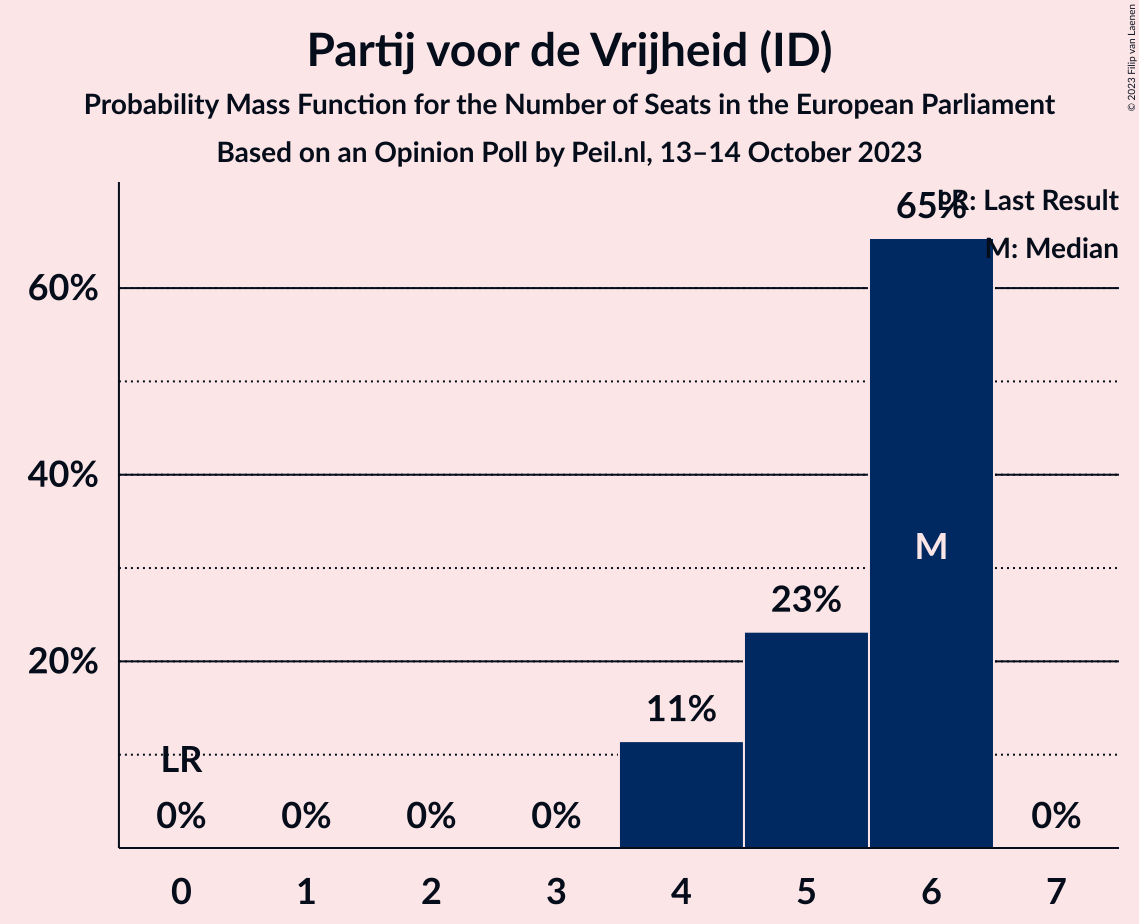 Partij voor de Vrijheid (ID)
Probability Mass Function for the Number of Seats in the European Parliament
Based on an Opinion Poll by Peil.nl, 13–14 October 2023
© 2023 Filip van Laenen
LR: Last Result
M: Median
65%
60%
40%
M
23%
20%
11%
LR
0% 0% 0% 0% 0%
0 1 2 3 4 5 6 7